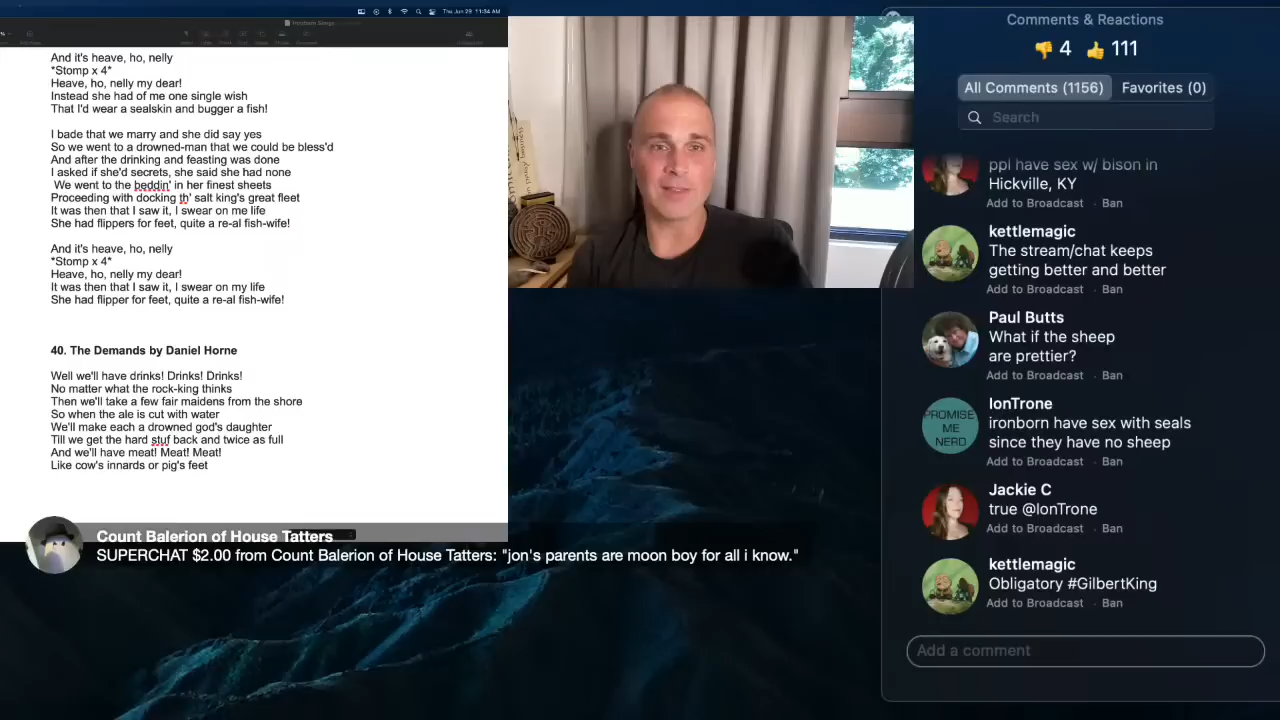 Thu Jun 29 11:34 AM
And it's heave, ho, nelly
*Stomp x 4*
Heave, ho, nelly my dear!
Instead she had of me one single wish
That I'd wear a sealskin and bugger a fish!
I bade that we marry and she did say yes
So we went to a drowned-man that we could be bless'd
And after the drinking and feasting was done
I asked if she'd secrets, she said she had none
We went to the beddin' in her finest sheets
Proceeding with docking th' salt king's great fleet
It was then that I saw it, I swear on me life
She had flippers for feet, quite a re-al fish-wife!
And it's heave, ho, nelly
*Stomp x 4*
Heave, ho, nelly my dear!
It was then that I saw it, I swear on my life
She had flipper for feet, quite a re-al fish-wife!
40. The Demands by Daniel Horne
Well we'll have drinks! Drinks! Drinks!
No matter what the rock-king thinks
Then we'll take a few fair maidens from the shore
So when the ale is cut with water
We'll make each a drowned god's daughter
Till we get the hard stuf back and twice as full
And we'll have meat! Meat! Meat!
Like cow's innards or pig's feet
Count Balerion of House Tatters
SUPERCHAT $2.00 from Count Balerion of House Tatters: "jon's parents are moon boy for all i know."
Comments & Reactions
👎 4 👍 111
All Comments (1156) Favorites (0)
Search
ppl have sex w/ bison in
Hickville, KY
Add to Broadcast · Ban
kettlemagic
The stream/chat keeps
getting better and better
Add to Broadcast · Ban
Paul Butts
What if the sheep
are prettier?
Add to Broadcast · Ban
PROMISE
ME
NERD
IonTrone
ironborn have sex with seals
since they have no sheep
Add to Broadcast · Ban
Jackie C
true @IonTrone
Add to Broadcast · Ban
kettlemagic
Obligatory #GilbertKing
Add to Broadcast · Ban
Add a comment